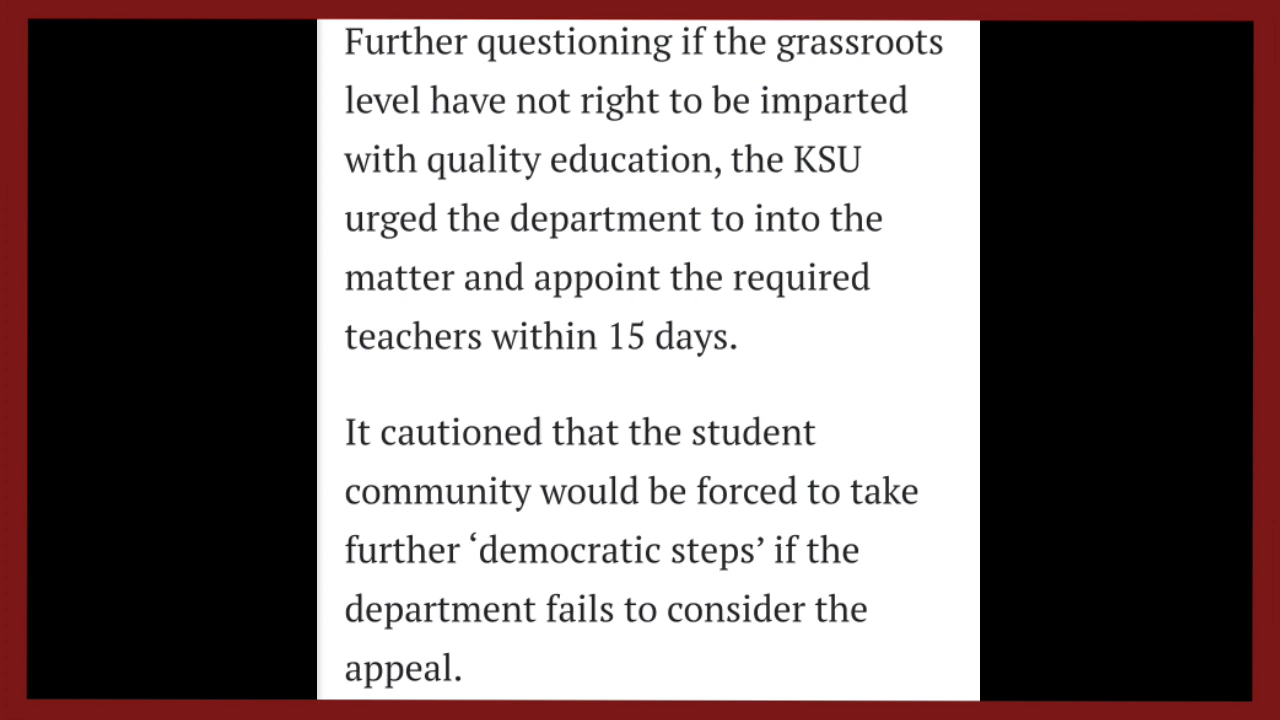 Further questioning if the grassroots
level have not right to be imparted
with quality education, the KSU
urged the department to into the
matter and appoint the required
teachers within 15 days.
It cautioned that the student
community would be forced to take
further ‘democratic steps’ if the
department fails to consider the
appeal.